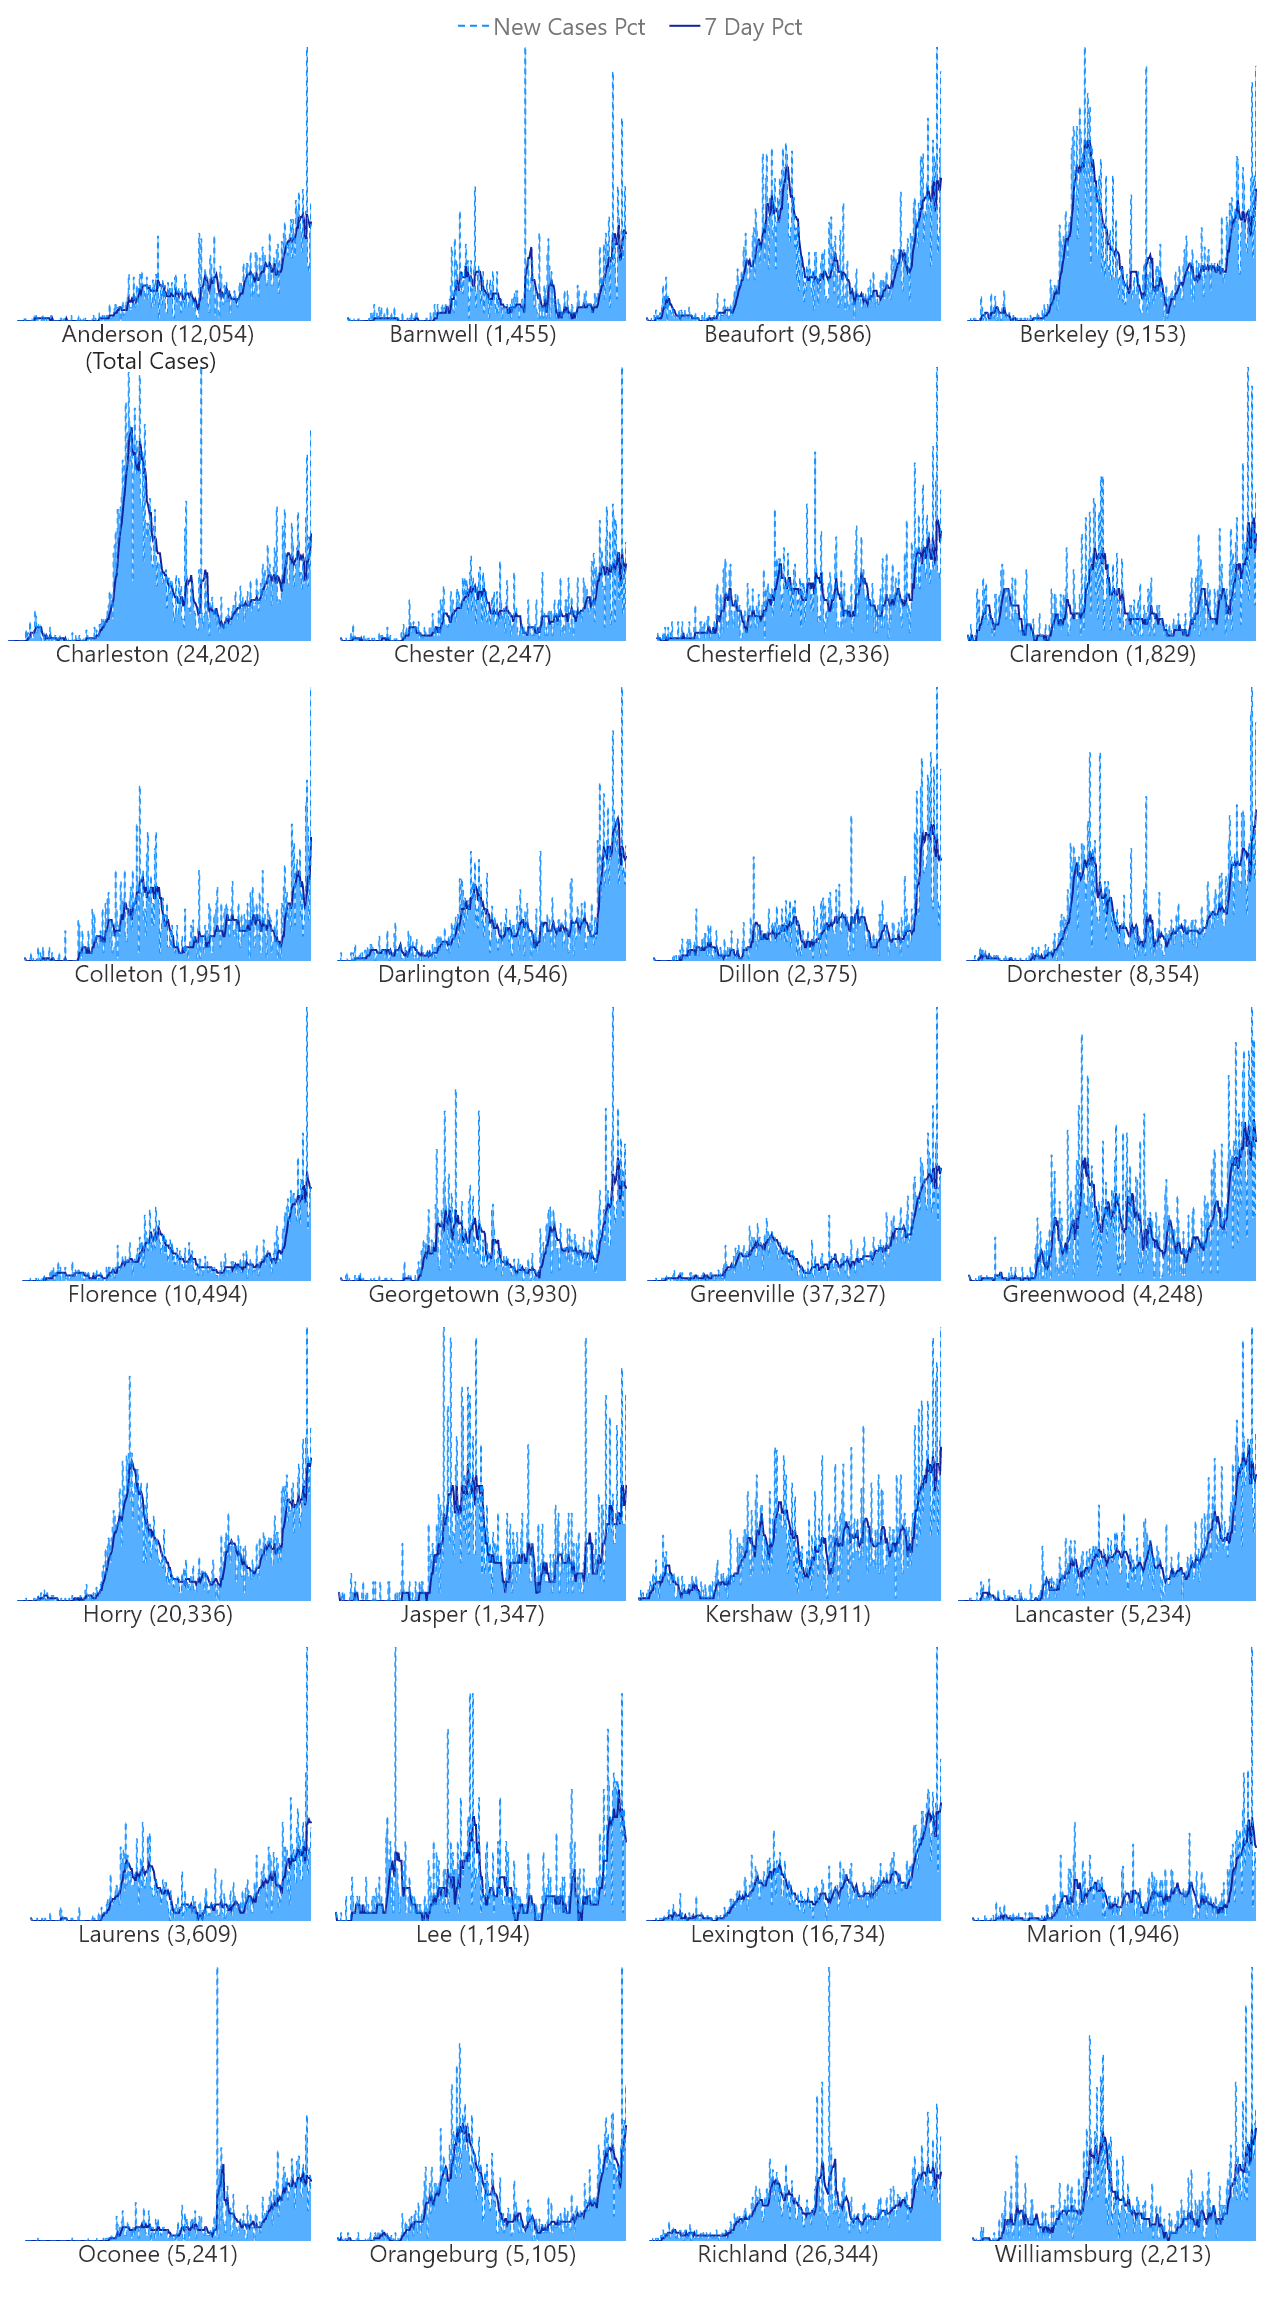 New Cases Pct 7 Day Pct
Anderson (12,054) Barnwell (1,455) Beaufort (9,586) Berkeley (9,153)
(Total Cases)
Charleston (24,202) Chester (2,247) Chesterfield (2,336) Clarendon (1,829)
Colleton (1,951) Darlington (4,546) Dillon (2,375) Dorchester (8,354)
Florence (10,494) Georgetown (3,930) Greenville (37,327) Greenwood (4,248)
Horry (20,336) Jasper (1,347) Kershaw (3,911) Lancaster (5,234)
Laurens (3,609) Lee (1,194) Lexington (16,734) Marion (1,946)
Oconee (5,241) Orangeburg (5,105) Richland (26,344) Williamsburg (2,213)